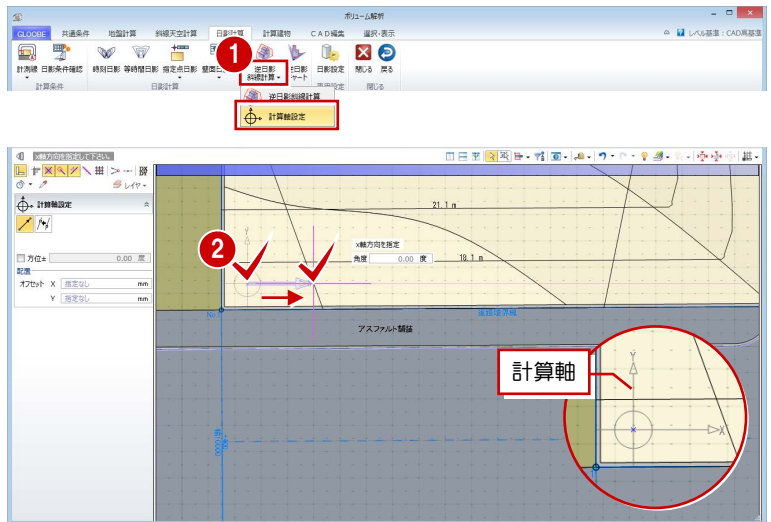 ボリューム解析
GLOOBE 共通条件 地盤計算 斜線天空計算 日影計算 計算建物 CAD編集 選択・表示 レベル基準：CAD高基準
計測線 日影条件確認 時刻日影 等時間日影 指定点日影 逆日影 斜線計算 日影設定 閉じる 戻る
計算条件 日影計算 閉じる
1
逆日影斜線計算
計算軸設定
x軸方向を指定して下さい。
レイヤ
計算軸設定
方位± 0.00 度
配置
オフセット X 指定なし mm
Y 指定なし mm
21.1 m
2
x軸方向を指定
角度 0.00 度
18.1 m
Y
No.
道路境界線
アスファルト舗装
計算軸
Y
X